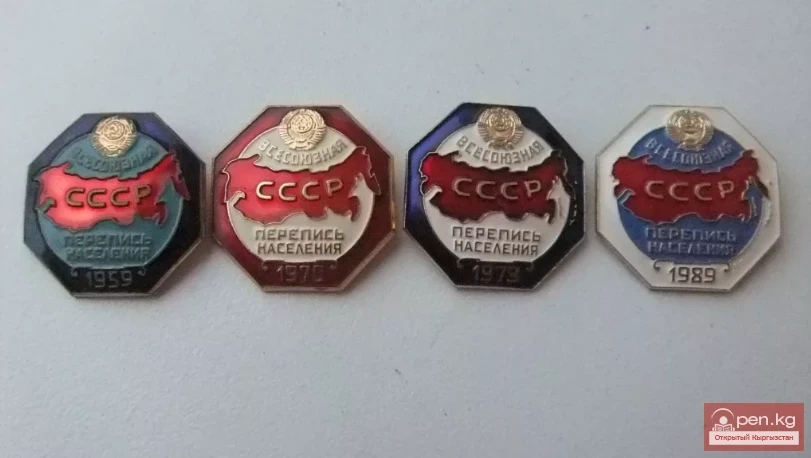 ВСЕСОЮЗНАЯ
СССР
ПЕРЕПИСЬ
НАСЕЛЕНИЯ
1959
ВСЕСОЮЗНАЯ
СССР
ПЕРЕПИСЬ
НАСЕЛЕНИЯ
1970
ВСЕСОЮЗНАЯ
СССР
ПЕРЕПИСЬ
НАСЕЛЕНИЯ
1979
ВСЕСОЮЗНАЯ
СССР
ПЕРЕПИСЬ
НАСЕЛЕНИЯ
1989
Open.kg
Открытый Кыргызстан